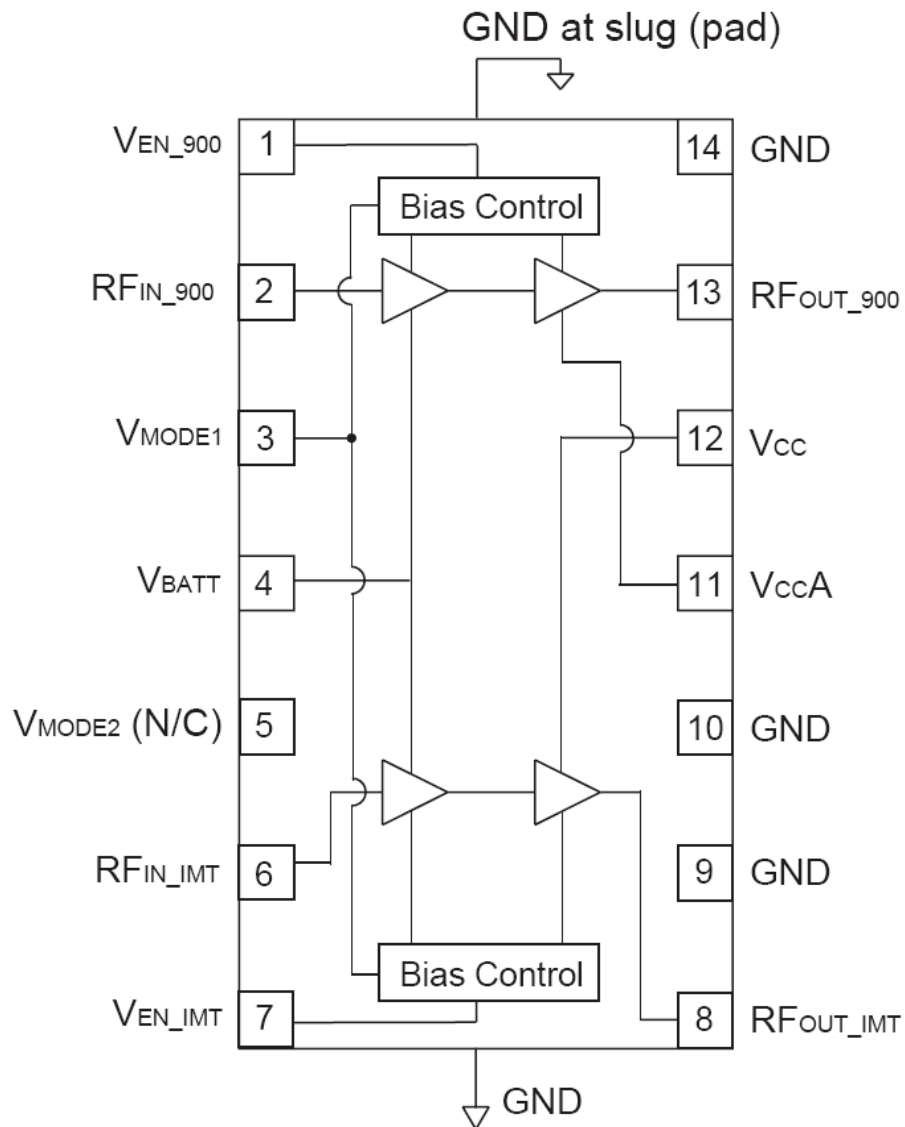 GND at slug (pad)
VEN_900 1
14 GND
Bias Control
RFIN_900 2
13 RFOUT_900
VMODE1 3
12 VCC
VBATT 4
11 VCCA
VMODE2 (N/C) 5
10 GND
RFIN_IMT 6
9 GND
Bias Control
VEN_IMT 7
8 RFOUT_IMT
GND